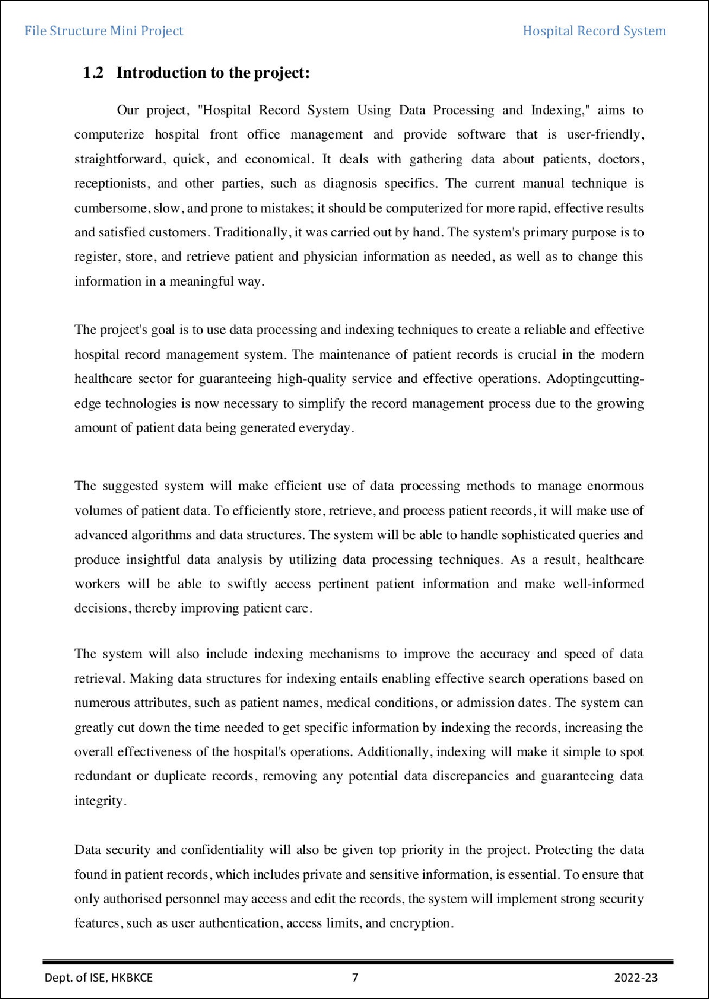 File Structure Mini Project Hospital Record System
1.2 Introduction to the project:
Our project, "Hospital Record System Using Data Processing and Indexing," aims to
computerize hospital front office management and provide software that is user-friendly,
straightforward, quick, and economical. It deals with gathering data about patients, doctors,
receptionists, and other parties, such as diagnosis specifics. The current manual technique is
cumbersome, slow, and prone to mistakes; it should be computerized for more rapid, effective results
and satisfied customers. Traditionally, it was carried out by hand. The system's primary purpose is to
register, store, and retrieve patient and physician information as needed, as well as to change this
information in a meaningful way.
The project's goal is to use data processing and indexing techniques to create a reliable and effective
hospital record management system. The maintenance of patient records is crucial in the modern
healthcare sector for guaranteeing high-quality service and effective operations. Adoptingcutting-
edge technologies is now necessary to simplify the record management process due to the growing
amount of patient data being generated everyday.
The suggested system will make efficient use of data processing methods to manage enormous
volumes of patient data. To efficiently store, retrieve, and process patient records, it will make use of
advanced algorithms and data structures. The system will be able to handle sophisticated queries and
produce insightful data analysis by utilizing data processing techniques. As a result, healthcare
workers will be able to swiftly access pertinent patient information and make well-informed
decisions, thereby improving patient care.
The system will also include indexing mechanisms to improve the accuracy and speed of data
retrieval. Making data structures for indexing entails enabling effective search operations based on
numerous attributes, such as patient names, medical conditions, or admission dates. The system can
greatly cut down the time needed to get specific information by indexing the records, increasing the
overall effectiveness of the hospital's operations. Additionally, indexing will make it simple to spot
redundant or duplicate records, removing any potential data discrepancies and guaranteeing data
integrity.
Data security and confidentiality will also be given top priority in the project. Protecting the data
found in patient records, which includes private and sensitive information, is essential. To ensure that
only authorised personnel may access and edit the records, the system will implement strong security
features, such as user authentication, access limits, and encryption.
Dept. of ISE, HKBKCE 7 2022-23